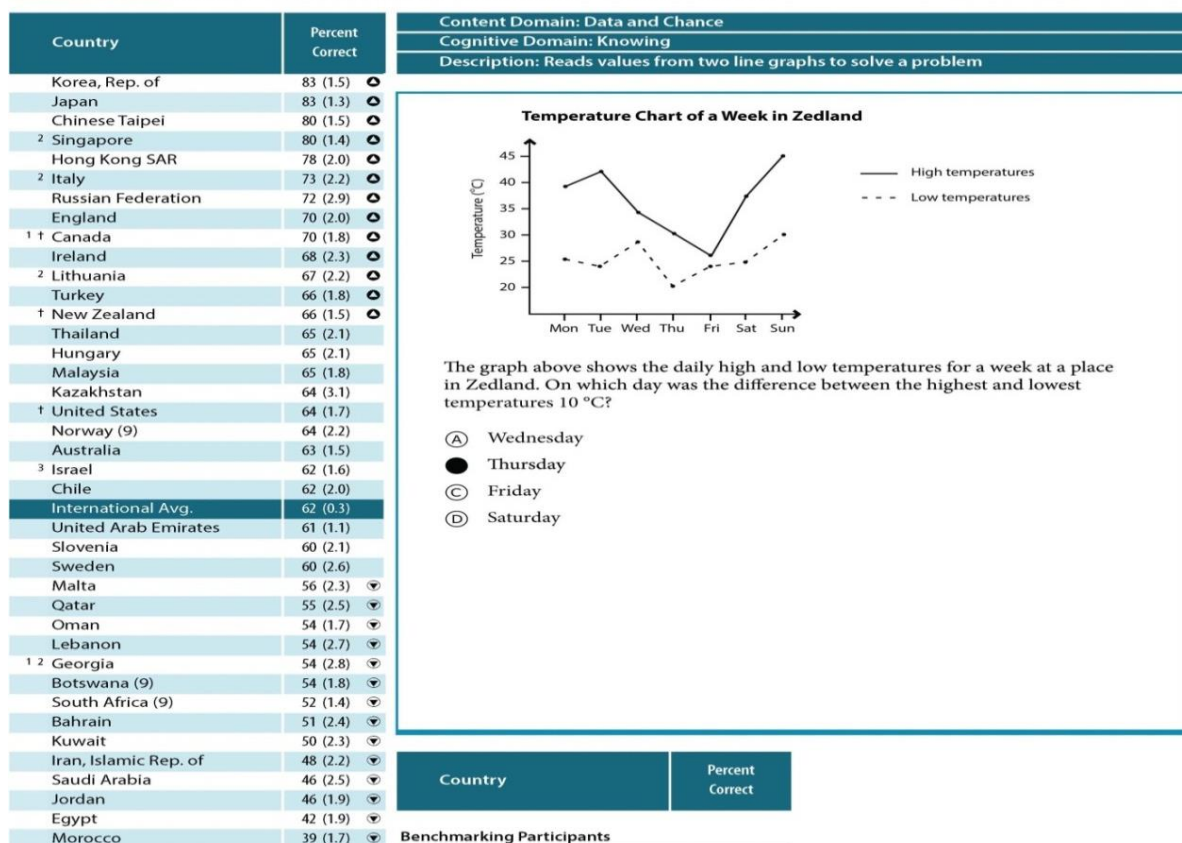 Country Percent Correct
Korea, Rep. of 83 (1.5)
Japan 83 (1.3)
Chinese Taipei 80 (1.5)
2 Singapore 80 (1.4)
Hong Kong SAR 78 (2.0)
2 Italy 73 (2.2)
Russian Federation 72 (2.9)
England 70 (2.0)
1 † Canada 70 (1.8)
Ireland 68 (2.3)
2 Lithuania 67 (2.2)
Turkey 66 (1.8)
† New Zealand 66 (1.5)
Thailand 65 (2.1)
Hungary 65 (2.1)
Malaysia 65 (1.8)
Kazakhstan 64 (3.1)
† United States 64 (1.7)
Norway (9) 64 (2.2)
Australia 63 (1.5)
3 Israel 62 (1.6)
Chile 62 (2.0)
International Avg. 62 (0.3)
United Arab Emirates 61 (1.1)
Slovenia 60 (2.1)
Sweden 60 (2.6)
Malta 56 (2.3)
Qatar 55 (2.5)
Oman 54 (1.7)
Lebanon 54 (2.7)
1 2 Georgia 54 (2.8)
Botswana (9) 54 (1.8)
South Africa (9) 52 (1.4)
Bahrain 51 (2.4)
Kuwait 50 (2.3)
Iran, Islamic Rep. of 48 (2.2)
Saudi Arabia 46 (2.5)
Jordan 46 (1.9)
Egypt 42 (1.9)
Morocco 39 (1.7)
Content Domain: Data and Chance
Cognitive Domain: Knowing
Description: Reads values from two line graphs to solve a problem
Temperature Chart of a Week in Zedland
Temperature (°C)
45
40
35
30
25
20
Mon Tue Wed Thu Fri Sat Sun
High temperatures
Low temperatures
The graph above shows the daily high and low temperatures for a week at a place
in Zedland. On which day was the difference between the highest and lowest
temperatures 10 °C?
A Wednesday
Thursday
C Friday
D Saturday
Country Percent Correct
Benchmarking Participants